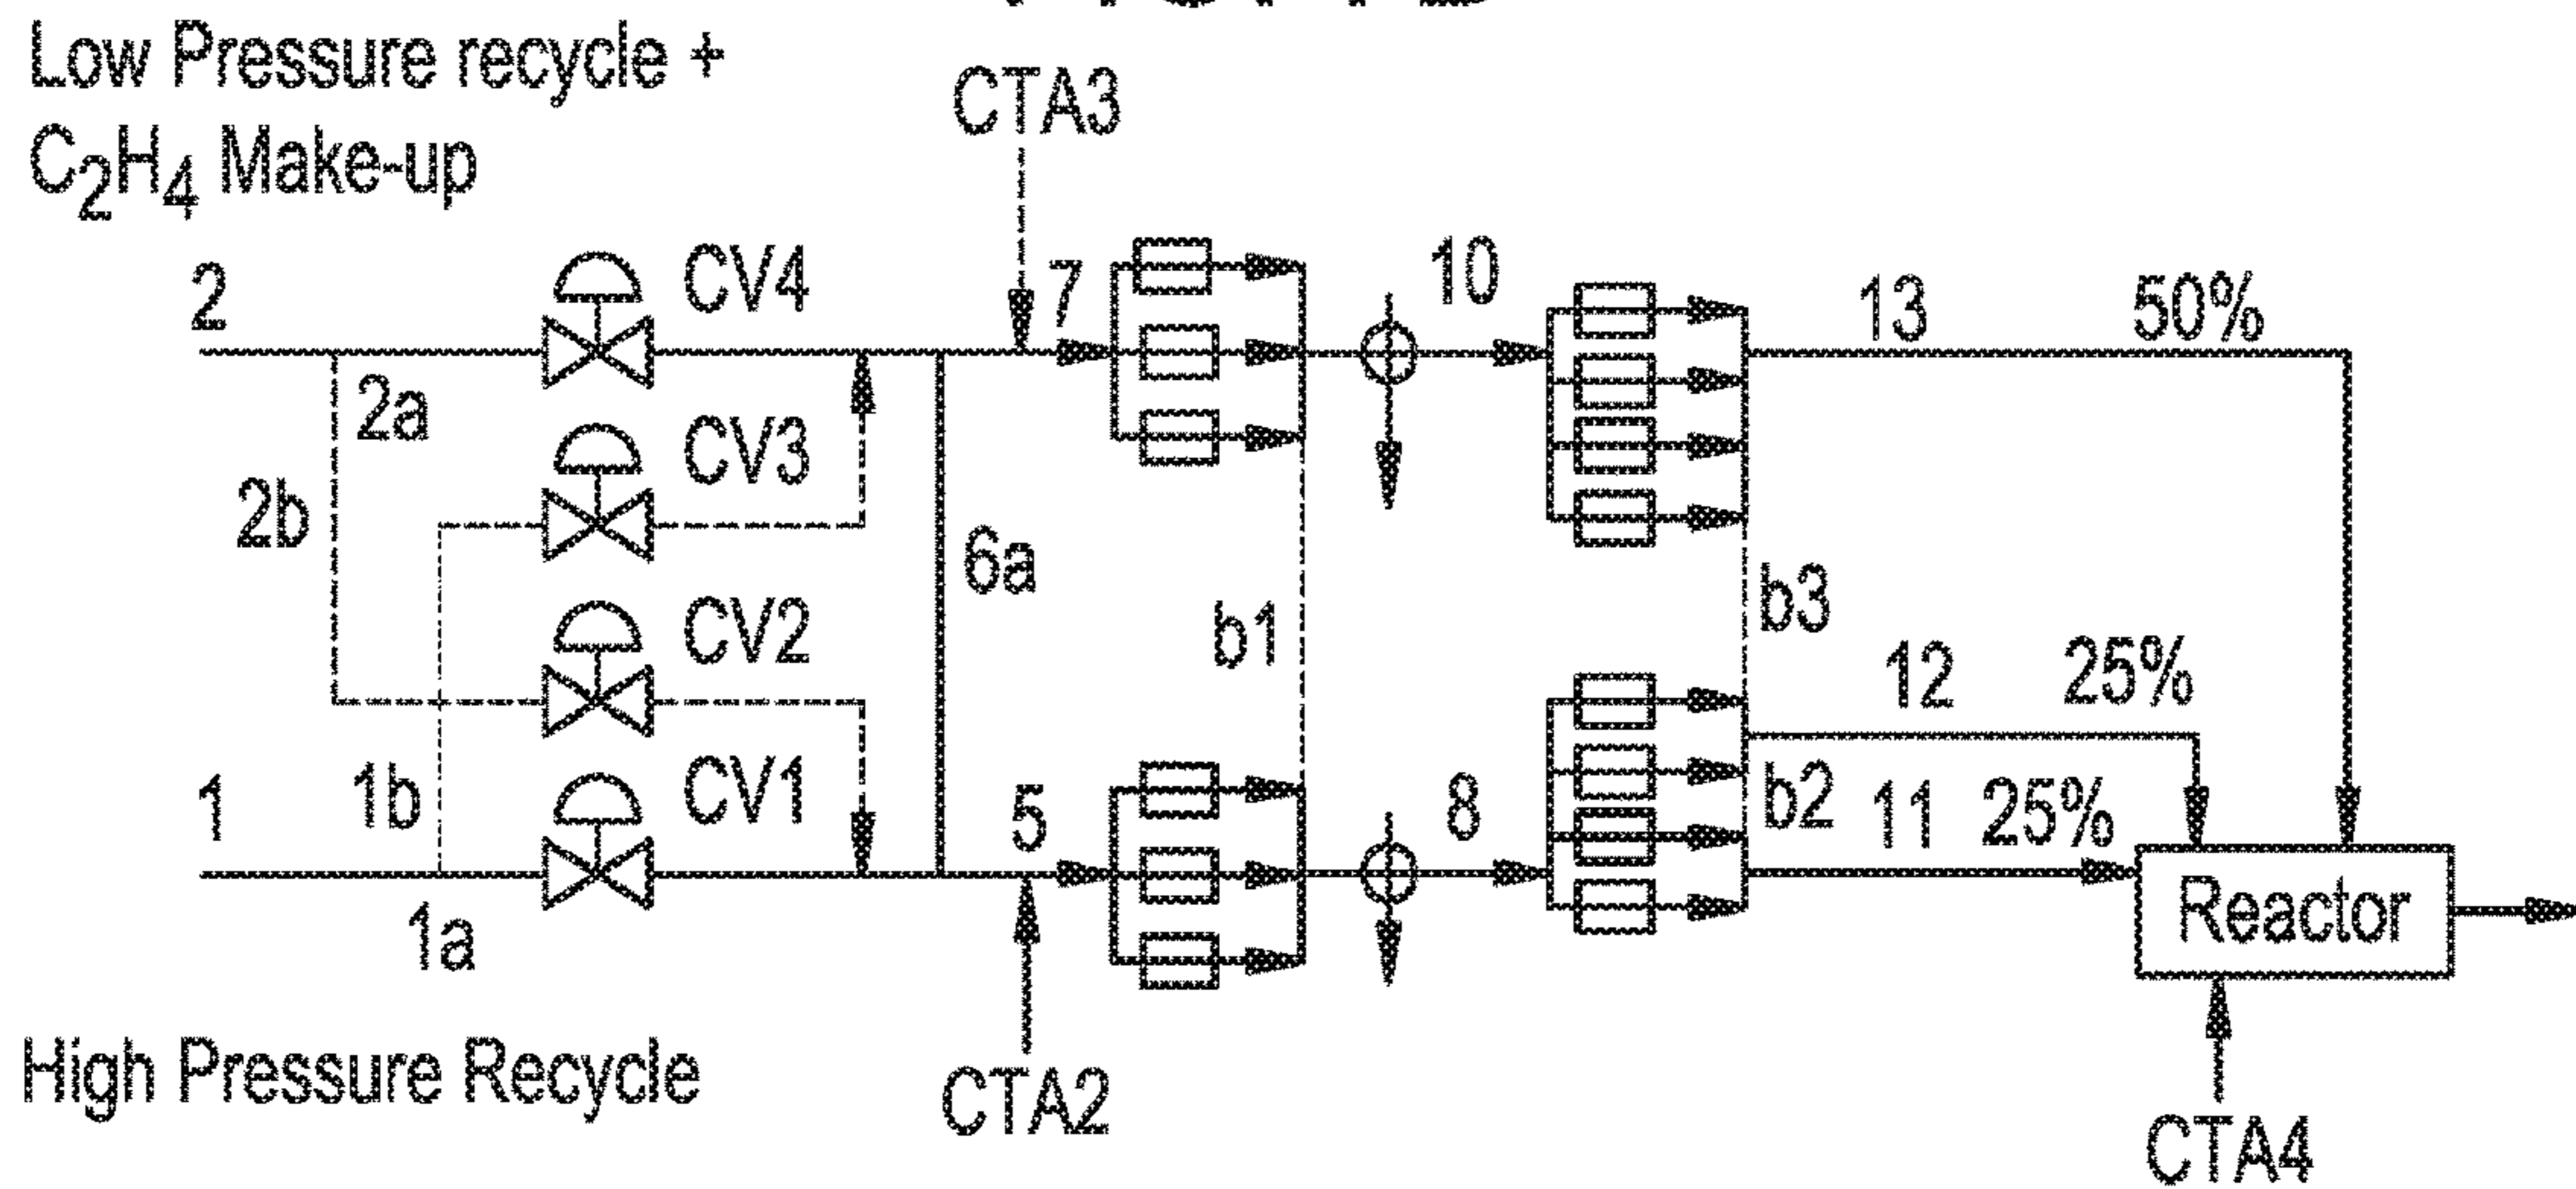 Low Pressure recycle +
C2H4 Make-up
CTA3
2
CV4
7
10
13
50%
2a
CV3
2b
6a
b1
b3
CV2
12
25%
1
1b
CV1
5
8
b2
11
25%
1a
Reactor
High Pressure Recycle
CTA2
CTA4